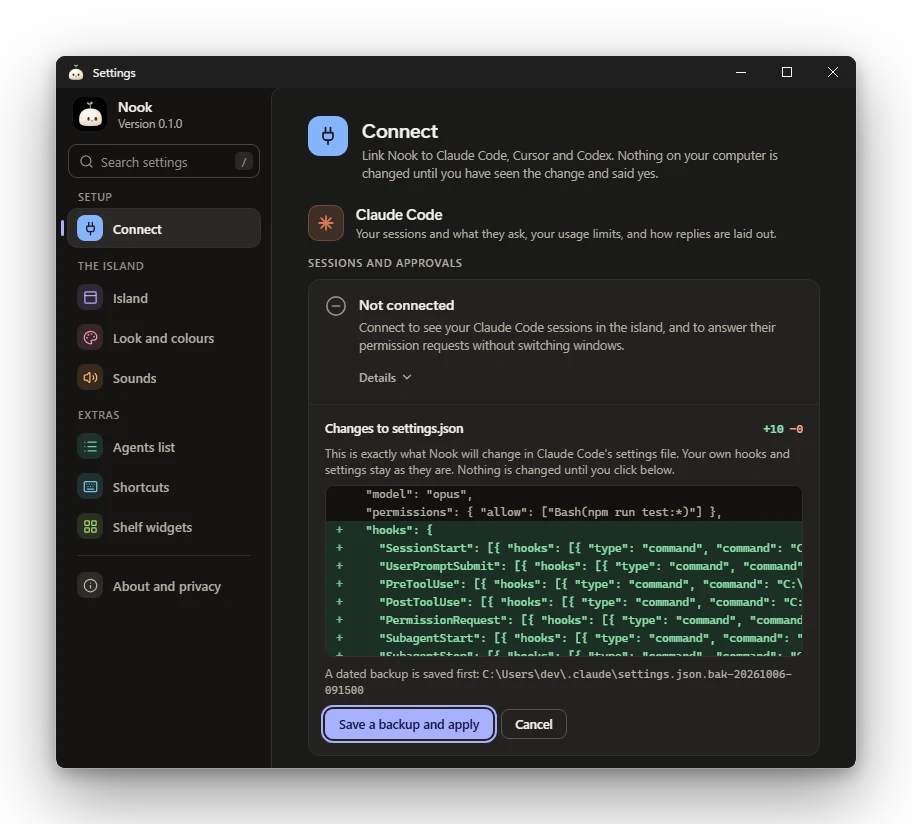 Settings
Nook
Version 0.1.0
Search settings
/
SETUP
Connect
THE ISLAND
Island
Look and colours
Sounds
EXTRAS
Agents list
Shortcuts
Shelf widgets
About and privacy
Connect
Link Nook to Claude Code, Cursor and Codex. Nothing on your computer is
changed until you have seen the change and said yes.
Claude Code
Your sessions and what they ask, your usage limits, and how replies are laid out.
SESSIONS AND APPROVALS
Not connected
Connect to see your Claude Code sessions in the island, and to answer their
permission requests without switching windows.
Details
Changes to settings.json
+10 −0
This is exactly what Nook will change in Claude Code's settings file. Your own hooks and
settings stay as they are. Nothing is changed until you click below.
"model": "opus",
"permissions": { "allow": ["Bash(npm run test:*)"] },
+ "hooks": {
+ "SessionStart": [{ "hooks": [{ "type": "command", "command": "C
+ "UserPromptSubmit": [{ "hooks": [{ "type": "command", "command"
+ "PreToolUse": [{ "hooks": [{ "type": "command", "command": "C:\
+ "PostToolUse": [{ "hooks": [{ "type": "command", "command": "C:
+ "PermissionRequest": [{ "hooks": [{ "type": "command", "command
+ "SubagentStart": [{ "hooks": [{ "type": "command", "command": "
+ "SubagentStop": [{ "hooks": [{ "type": "command", "command": "C
A dated backup is saved first: C:\Users\dev\.claude\settings.json.bak-20261006-
091500
Save a backup and apply
Cancel